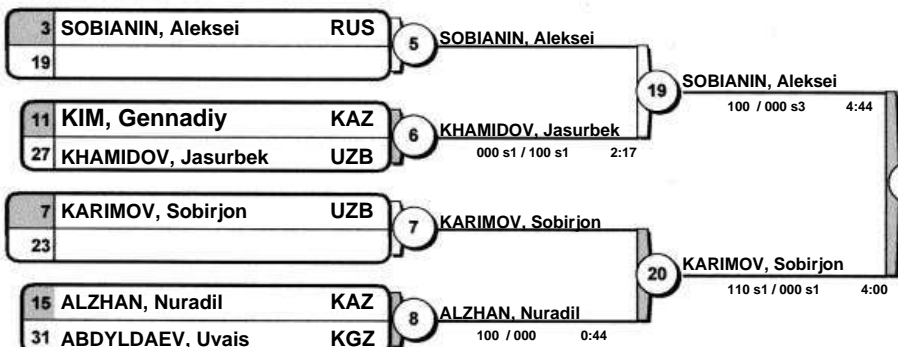 3 SOBIANIN, Aleksei RUS
19
5
SOBIANIN, Aleksei
11 KIM, Gennadiy KAZ
27 KHAMIDOV, Jasurbek UZB
6
KHAMIDOV, Jasurbek
000 s1 / 100 s1 2:17
19
SOBIANIN, Aleksei
100 / 000 s3 4:44
7 KARIMOV, Sobirjon UZB
23
7
KARIMOV, Sobirjon
15 ALZHAN, Nuradil KAZ
31 ABDYLDAEV, Uvais KGZ
8
ALZHAN, Nuradil
100 / 000 0:44
20
KARIMOV, Sobirjon
110 s1 / 000 s1 4:00